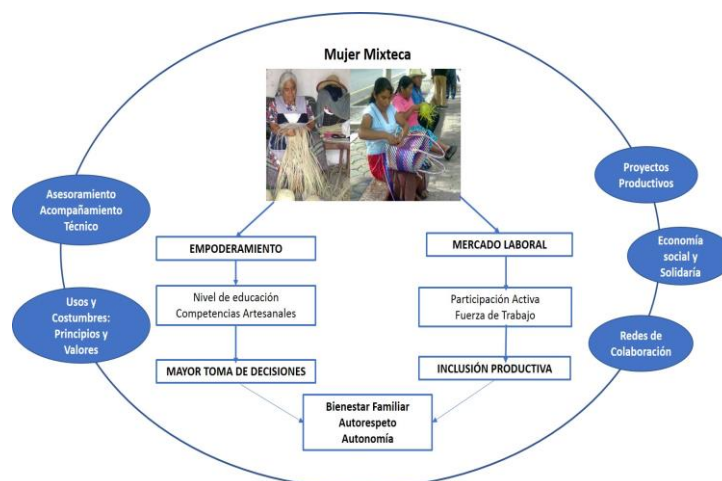 Mujer Mixteca
Asesoramiento
Acompañamiento
Técnico
Usos y
Costumbres:
Principios y
Valores
EMPODERAMIENTO
Nivel de educación
Competencias Artesanales
MAYOR TOMA DE DECISIONES
MERCADO LABORAL
Participación Activa
Fuerza de Trabajo
INCLUSIÓN PRODUCTIVA
Bienestar Familiar
Autorespeto
Autonomía
Proyectos
Productivos
Economía
social y
Solidaría
Redes de
Colaboración